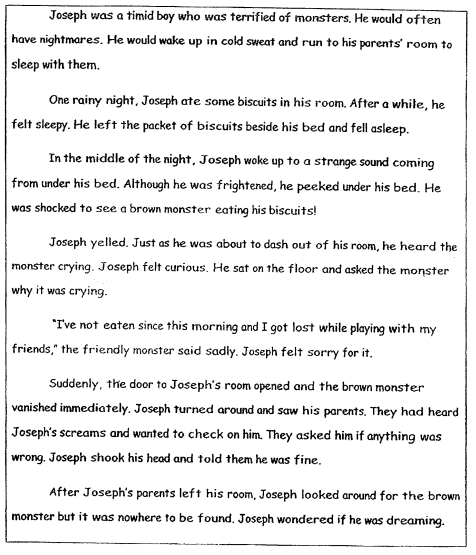 Joseph was a timid boy who was terrified of monsters. He would often
have nightmares. He would wake up in cold sweat and run to his parents' room to
sleep with them.
One rainy night, Joseph ate some biscuits in his room. After a while, he
felt sleepy. He left the packet of biscuits beside his bed and fell asleep.
In the middle of the night, Joseph woke up to a strange sound coming
from under his bed. Although he was frightened, he peeked under his bed. He
was shocked to see a brown monster eating his biscuits!
Joseph yelled. Just as he was about to dash out of his room, he heard the
monster crying. Joseph felt curious. He sat on the floor and asked the monster
why it was crying.
"I've not eaten since this morning and I got lost while playing with my
friends," the friendly monster said sadly. Joseph felt sorry for it.
Suddenly, the door to Joseph's room opened and the brown monster
vanished immediately. Joseph turned around and saw his parents. They had heard
Joseph's screams and wanted to check on him. They asked him if anything was
wrong. Joseph shook his head and told them he was fine.
After Joseph's parents left his room, Joseph looked around for the brown
monster but it was nowhere to be found. Joseph wondered if he was dreaming.